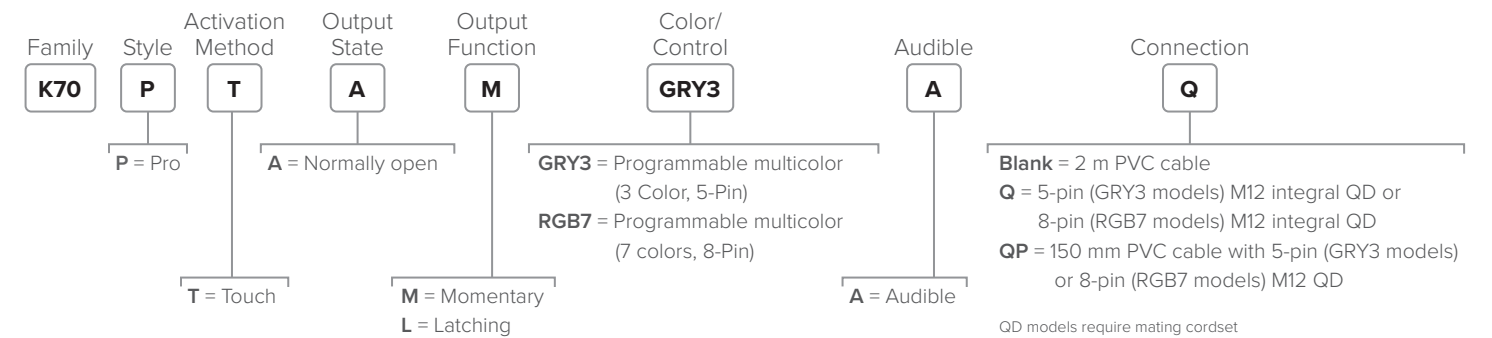 Family
Style
Activation
Method
Output
State
Output
Function
Color/
Control
Audible
Connection
K70
P
T
A
M
GRY3
A
Q
P = Pro
A = Normally open
GRY3 = Programmable multicolor
(3 Color, 5-Pin)
RGB7 = Programmable multicolor
(7 colors, 8-Pin)
Blank = 2 m PVC cable
Q = 5-pin (GRY3 models) M12 integral QD or
8-pin (RGB7 models) M12 integral QD
QP = 150 mm PVC cable with 5-pin (GRY3 models)
or 8-pin (RGB7 models) M12 QD
T = Touch
M = Momentary
L = Latching
A = Audible
QD models require mating cordset